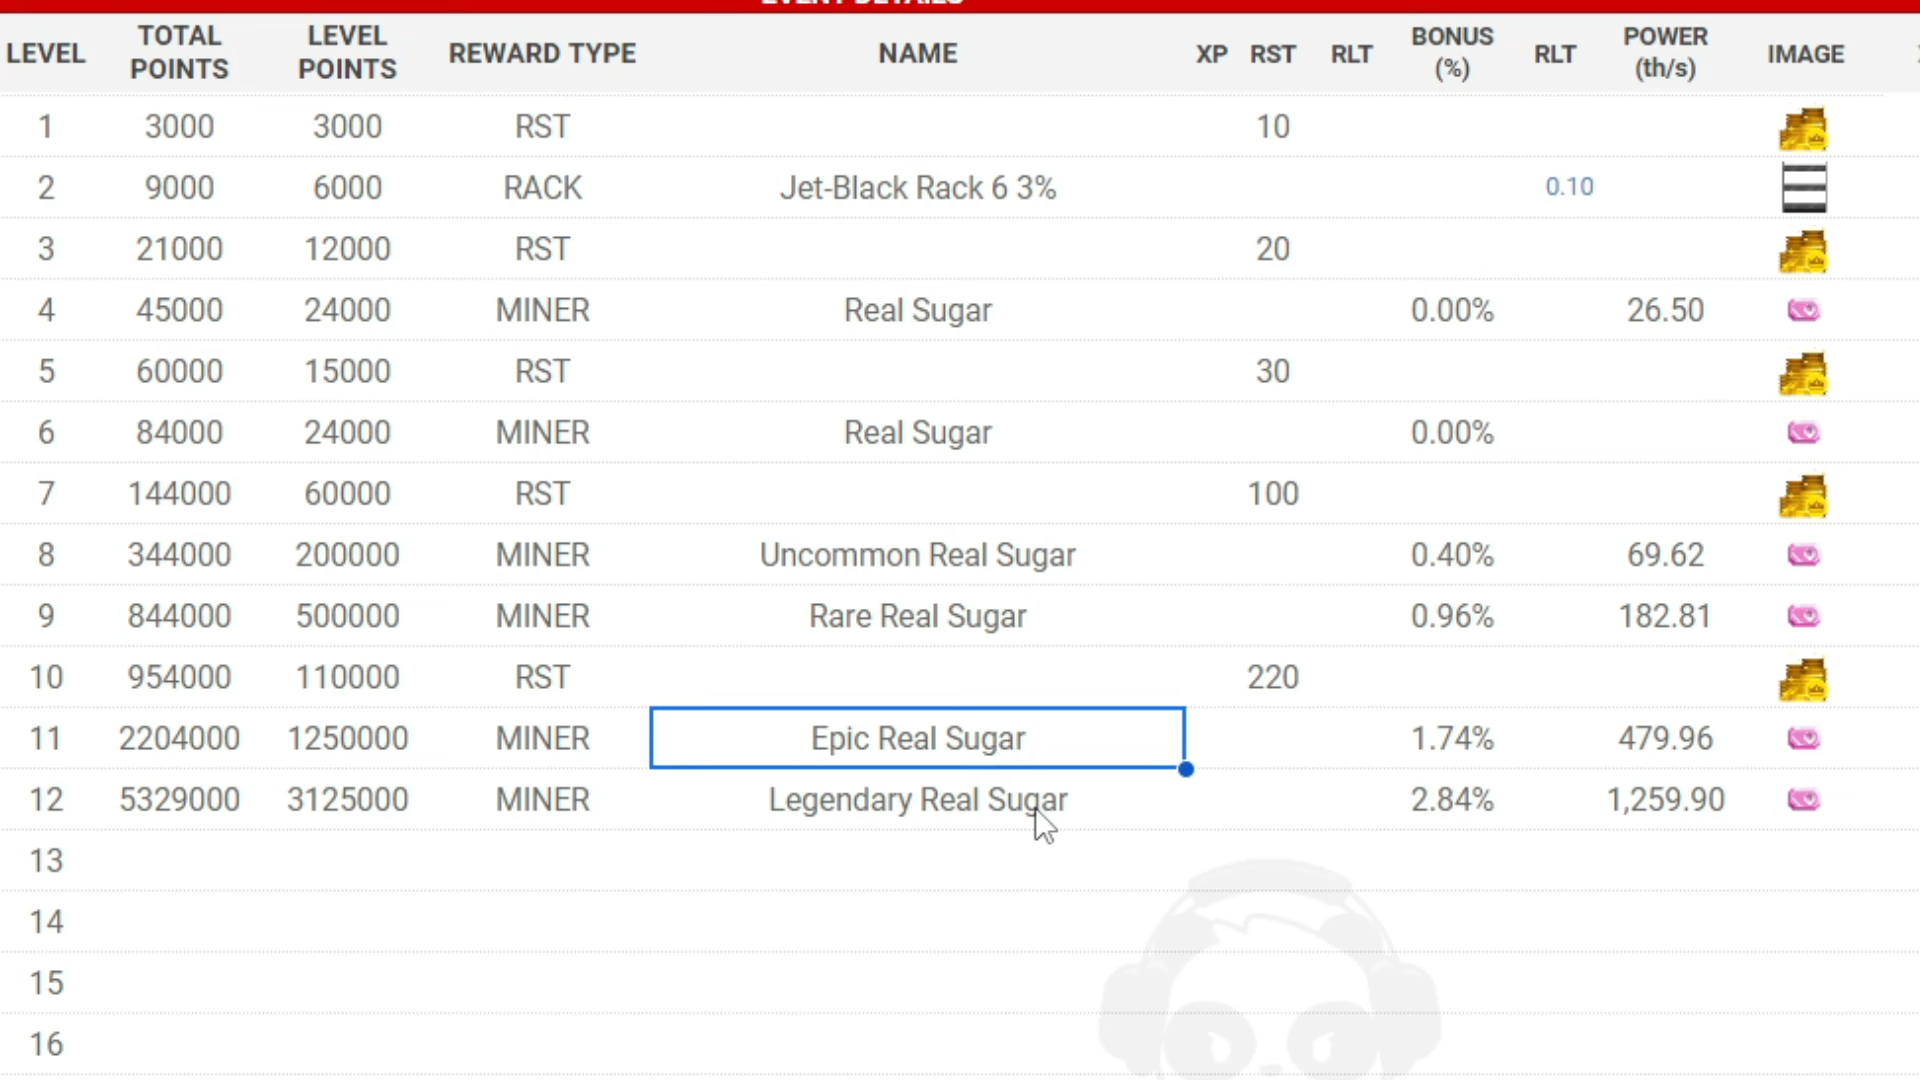 EVENT DETAILS
LEVEL TOTAL POINTS LEVEL POINTS REWARD TYPE NAME XP RST RLT BONUS (%) RLT POWER (th/s) IMAGE
1 3000 3000 RST 10
2 9000 6000 RACK Jet-Black Rack 6 3% 0.10
3 21000 12000 RST 20
4 45000 24000 MINER Real Sugar 0.00% 26.50
5 60000 15000 RST 30
6 84000 24000 MINER Real Sugar 0.00%
7 144000 60000 RST 100
8 344000 200000 MINER Uncommon Real Sugar 0.40% 69.62
9 844000 500000 MINER Rare Real Sugar 0.96% 182.81
10 954000 110000 RST 220
11 2204000 1250000 MINER Epic Real Sugar 1.74% 479.96
12 5329000 3125000 MINER Legendary Real Sugar 2.84% 1,259.90
13
14
15
16